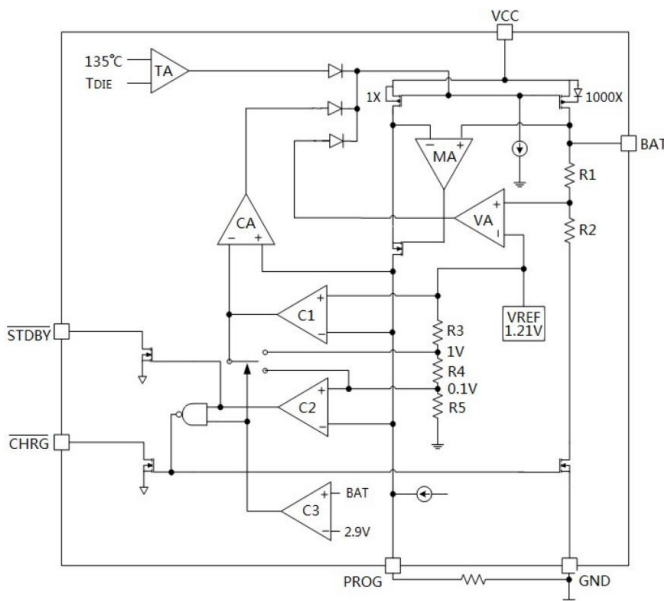 VCC
135°C
TDIE
TA
1X
1000X
BAT
MA
R1
CA
VA
R2
C1
R3
VREF
1.21V
STDBY
1V
R4
0.1V
C2
R5
CHRG
C3
BAT
2.9V
PROG
GND